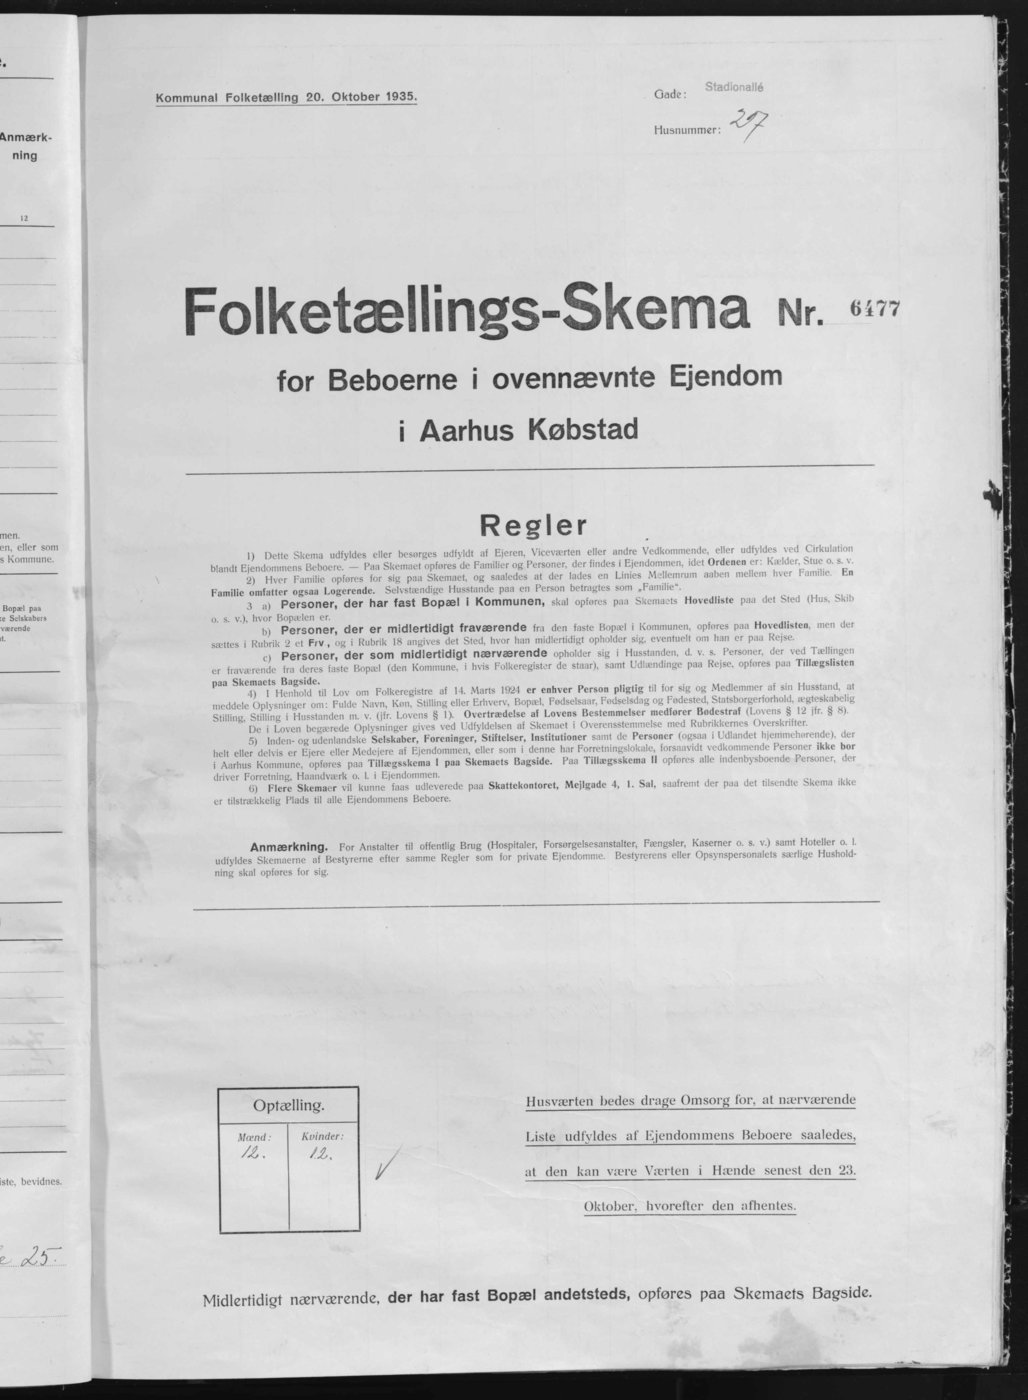 e.
Anmærk-
ning
12
men.
en, eller som
s Kommune.
Bopæl paa
te Selskabers
værende
t.
iste, bevidnes.
e 25.
Kommunal Folketælling 20. Oktober 1935.
Gade: Stadionallé
Husnummer: 297
Folketællings-Skema Nr. 6477
for Beboerne i ovennævnte Ejendom
i Aarhus Købstad
Regler
1) Dette Skema udfyldes eller besørges udfyldt af Ejeren, Viceværten eller andre Vedkommende, eller udfyldes ved Cirkulation
blandt Ejendommens Beboere. — Paa Skemaet opføres de Familier og Personer, der findes i Ejendommen, idet Ordenen er: Kælder, Stue o. s. v.
2) Hver Familie opføres for sig paa Skemaet, og saaledes at der lades en Linies Mellemrum aaben mellem hver Familie. En
Familie omfatter ogsaa Logerende. Selvstændige Husstande paa en Person betragtes som „Familie“.
3 a) Personer, der har fast Bopæl i Kommunen, skal opføres paa Skemaets Hovedliste paa det Sted (Hus, Skib
o. s. v.), hvor Bopælen er.
b) Personer, der er midlertidigt fraværende fra den faste Bopæl i Kommunen, opføres paa Hovedlisten, men der
sættes i Rubrik 2 et Frv, og i Rubrik 18 angives det Sted, hvor han midlertidigt opholder sig, eventuelt om han er paa Rejse.
c) Personer, der som midlertidigt nærværende opholder sig i Husstanden, d. v. s. Personer, der ved Tællingen
er fraværende fra deres faste Bopæl (den Kommune, i hvis Folkeregister de staar), samt Udlændinge paa Rejse, opføres paa Tillægslisten
paa Skemaets Bagside.
4) I Henhold til Lov om Folkeregistre af 14. Marts 1924 er enhver Person pligtig til for sig og Medlemmer af sin Husstand, at
meddele Oplysninger om: Fulde Navn, Køn, Stilling eller Erhverv, Bopæl, Fødselsaar, Fødselsdag og Fødested, Statsborgerforhold, ægteskabelig
Stilling, Stilling i Husstanden m. v. (jfr. Lovens § 1). Overtrædelse af Lovens Bestemmelser medfører Bødestraf (Lovens § 12 jfr. § 8).
De i Loven begærede Oplysninger gives ved Udfyldelsen af Skemaet i Overensstemmelse med Rubrikkernes Overskrifter.
5) Inden- og udenlandske Selskaber, Foreninger, Stiftelser, Institutioner samt de Personer (ogsaa i Udlandet hjemmehørende), der
helt eller delvis er Ejere eller Medejere af Ejendommen, eller som i denne har Forretningslokale, forsaavidt vedkommende Personer ikke bor
i Aarhus Kommune, opføres paa Tillægsskema I paa Skemaets Bagside. Paa Tillægsskema II opføres alle indenbysboende Personer, der
driver Forretning, Haandværk o. l. i Ejendommen.
6) Flere Skemaer vil kunne faas udleverede paa Skattekontoret, Mejlgade 4, 1. Sal, saafremt der paa det tilsendte Skema ikke
er tilstrækkelig Plads til alle Ejendommens Beboere.
Anmærkning. For Anstalter til offentlig Brug (Hospitaler, Forsørgelsesanstalter, Fængsler, Kaserner o. s. v.) samt Hoteller o. l.
udfyldes Skemaerne af Bestyrerne efter samme Regler som for private Ejendomme. Bestyrerens eller Opsynspersonalets særlige Hushold-
ning skal opføres for sig.
Optælling.
Mænd: Kvinder:
12. 12.
Husværten bedes drage Omsorg for, at nærværende
Liste udfyldes af Ejendommens Beboere saaledes,
at den kan være Værten i Hænde senest den 23.
Oktober, hvorefter den afhentes.
Midlertidigt nærværende, der har fast Bopæl andetsteds, opføres paa Skemaets Bagside.